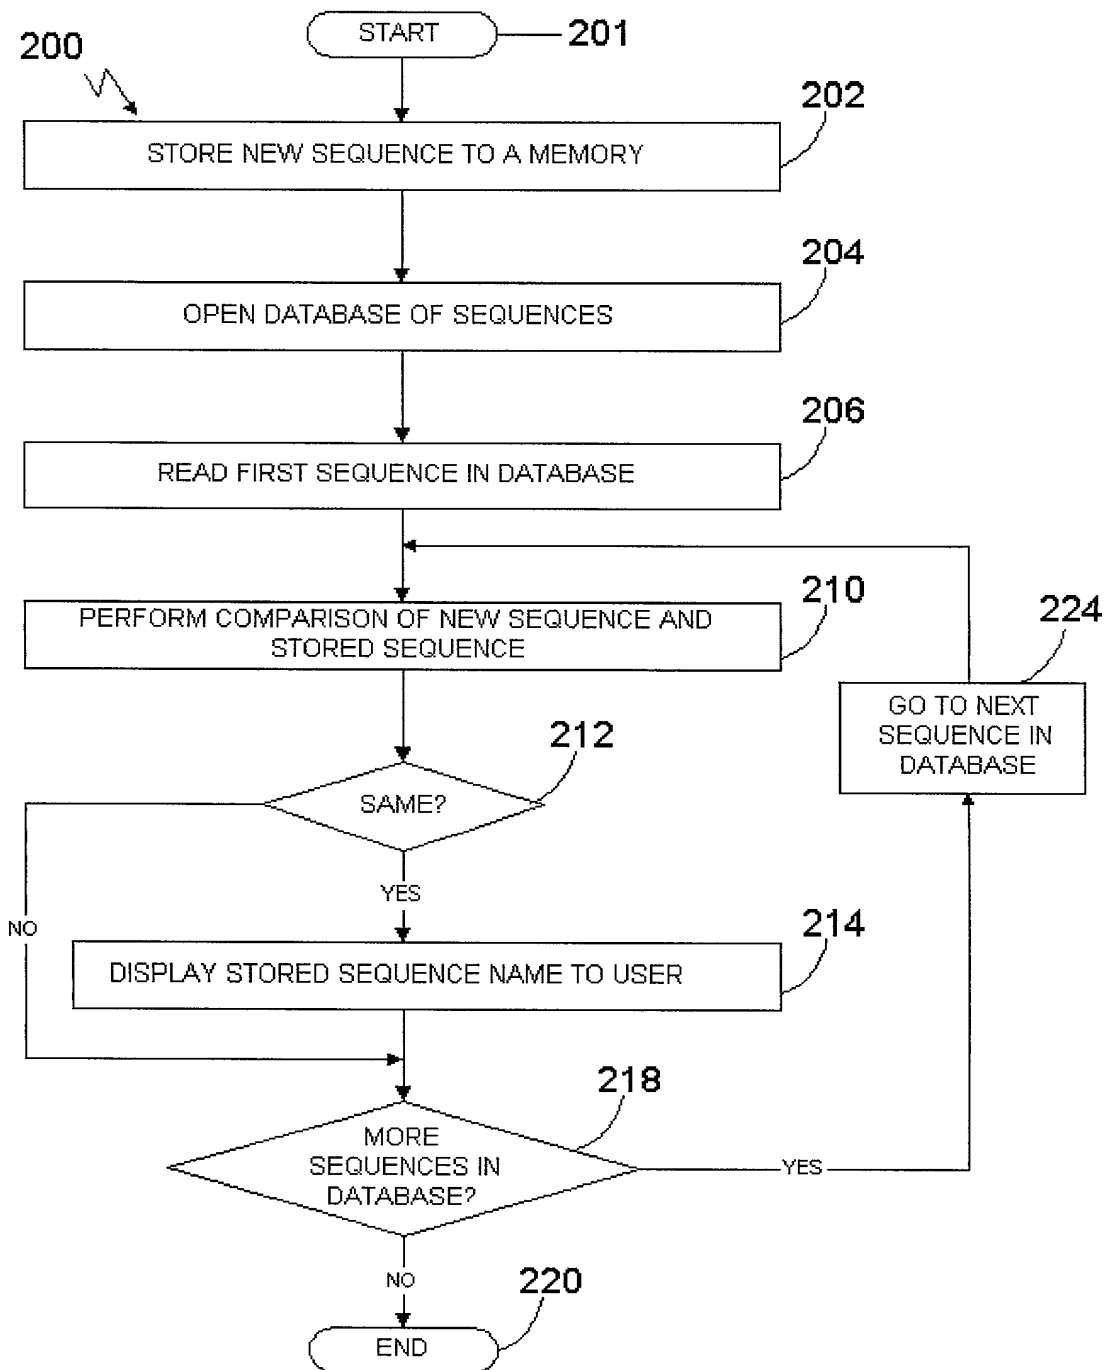 START
201
200
202
STORE NEW SEQUENCE TO A MEMORY
204
OPEN DATABASE OF SEQUENCES
206
READ FIRST SEQUENCE IN DATABASE
210
PERFORM COMPARISON OF NEW SEQUENCE AND
STORED SEQUENCE
224
GO TO NEXT
SEQUENCE IN
DATABASE
212
SAME?
YES
NO
214
DISPLAY STORED SEQUENCE NAME TO USER
218
MORE
SEQUENCES IN
DATABASE?
YES
NO
220
END